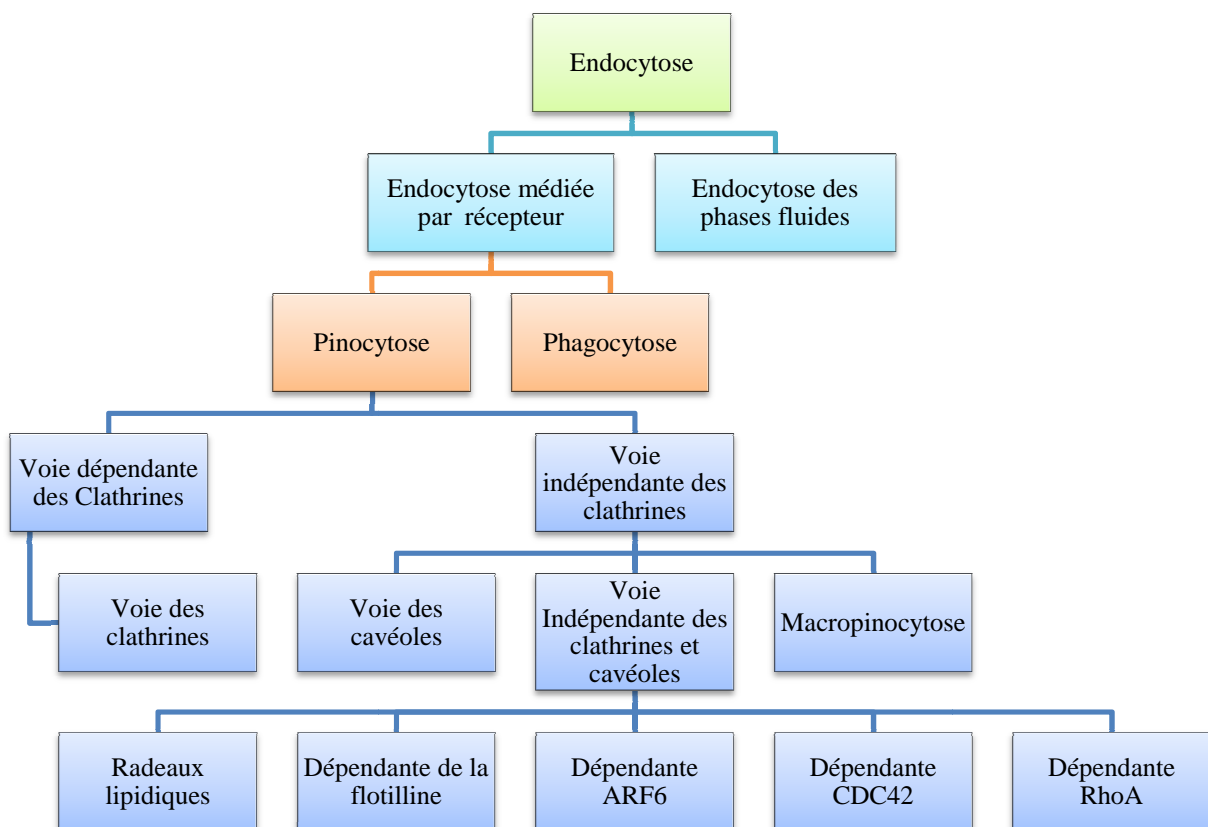 Endocytose
Endocytose médiée
par récepteur
Endocytose des
phases fluides
Pinocytose
Phagocytose
Voie dépendante
des Clathrines
Voie
indépendante des
clathrines
Voie des
clathrines
Voie des
cavéoles
Voie
Indépendante des
clathrines et
cavéoles
Macropinocytose
Radeaux
lipidiques
Dépendante de la
flotilline
Dépendante
ARF6
Dépendante
CDC42
Dépendante
RhoA